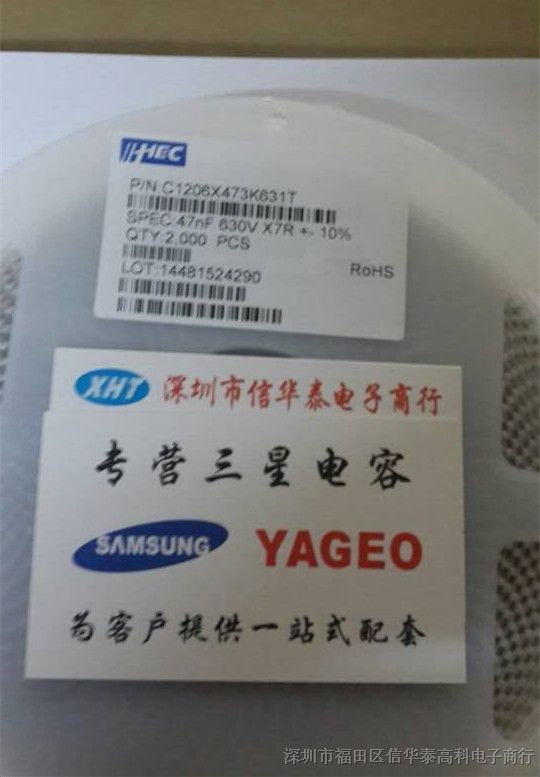 HEC
P/N C1206X473K631T
SPEC:47nF 630V X7R +- 10%
QTY:2,000 PCS
LOT:14481524290 RoHS
XHT 深圳市信华泰电子商行
专营三星电容
SAMSUNG YAGEO
为客户提供一站式配套
深圳市福田区信华泰高科电子商行